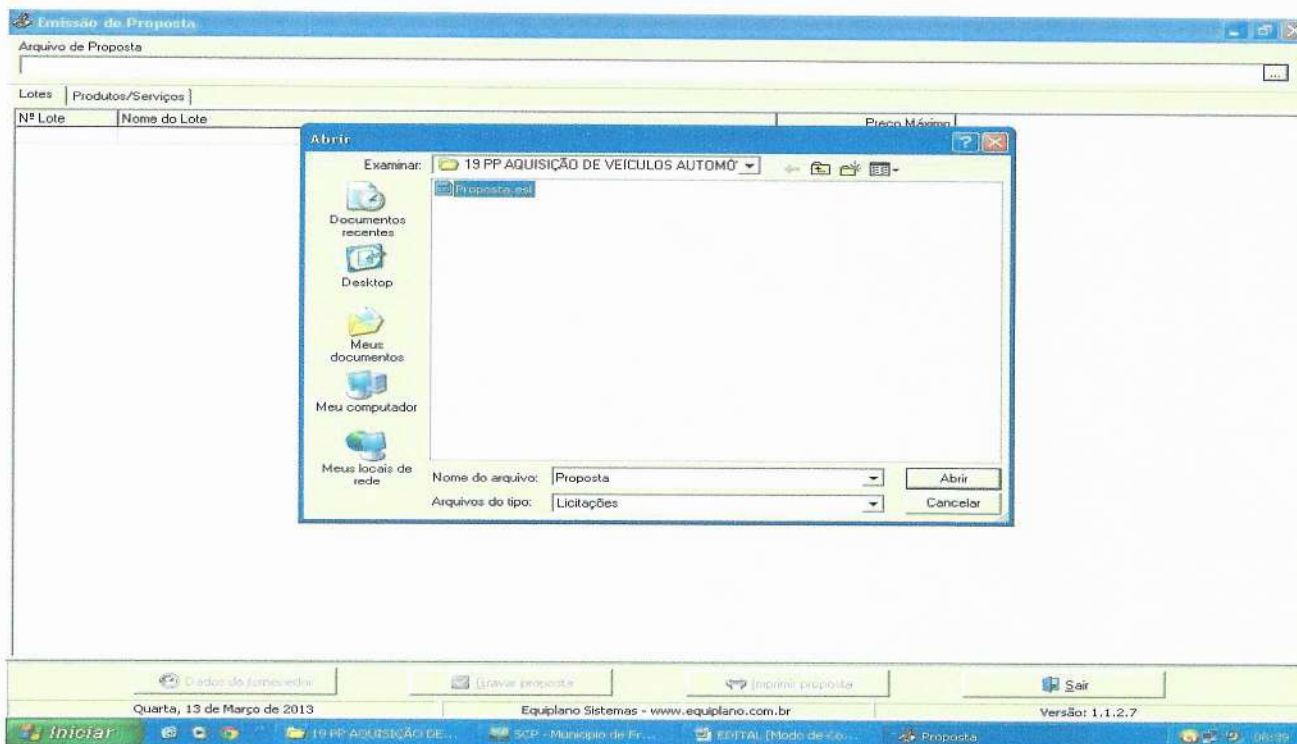 Emissão de Proposta
Arquivo de Proposta
...
Lotes
Produtos/Serviços
Nº Lote
Nome do Lote
Preço Máximo
Abrir
Examinar:
19 PP AQUISIÇÃO DE VEÍCULOS AUTOMÓ
Proposta.esl
Documentos
recentes
Desktop
Meus
documentos
Meu computador
Meus locais de
rede
Nome do arquivo:
Proposta
Abrir
Arquivos do tipo:
Licitações
Cancelar
Dados do fornecedor
Gravar proposta
Imprimir proposta
Sair
Quarta, 13 de Março de 2013
Equiplano Sistemas - www.equiplano.com.br
Versão: 1.1.2.7
Iniciar
19 PP AQUISIÇÃO DE...
SCP - Município de Fr...
EDITAL [Modo de Co...
Proposta
08:39